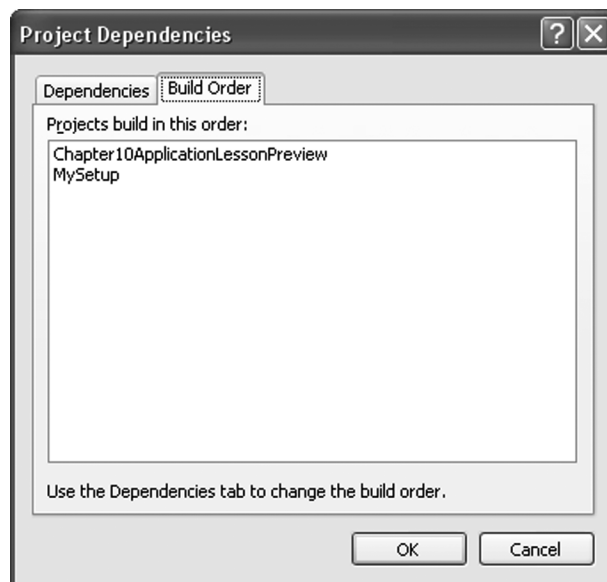 Project Dependencies
Dependencies
Build Order
Projects build in this order:
Chapter10ApplicationLessonPreview
MySetup
Use the Dependencies tab to change the build order.
OK
Cancel